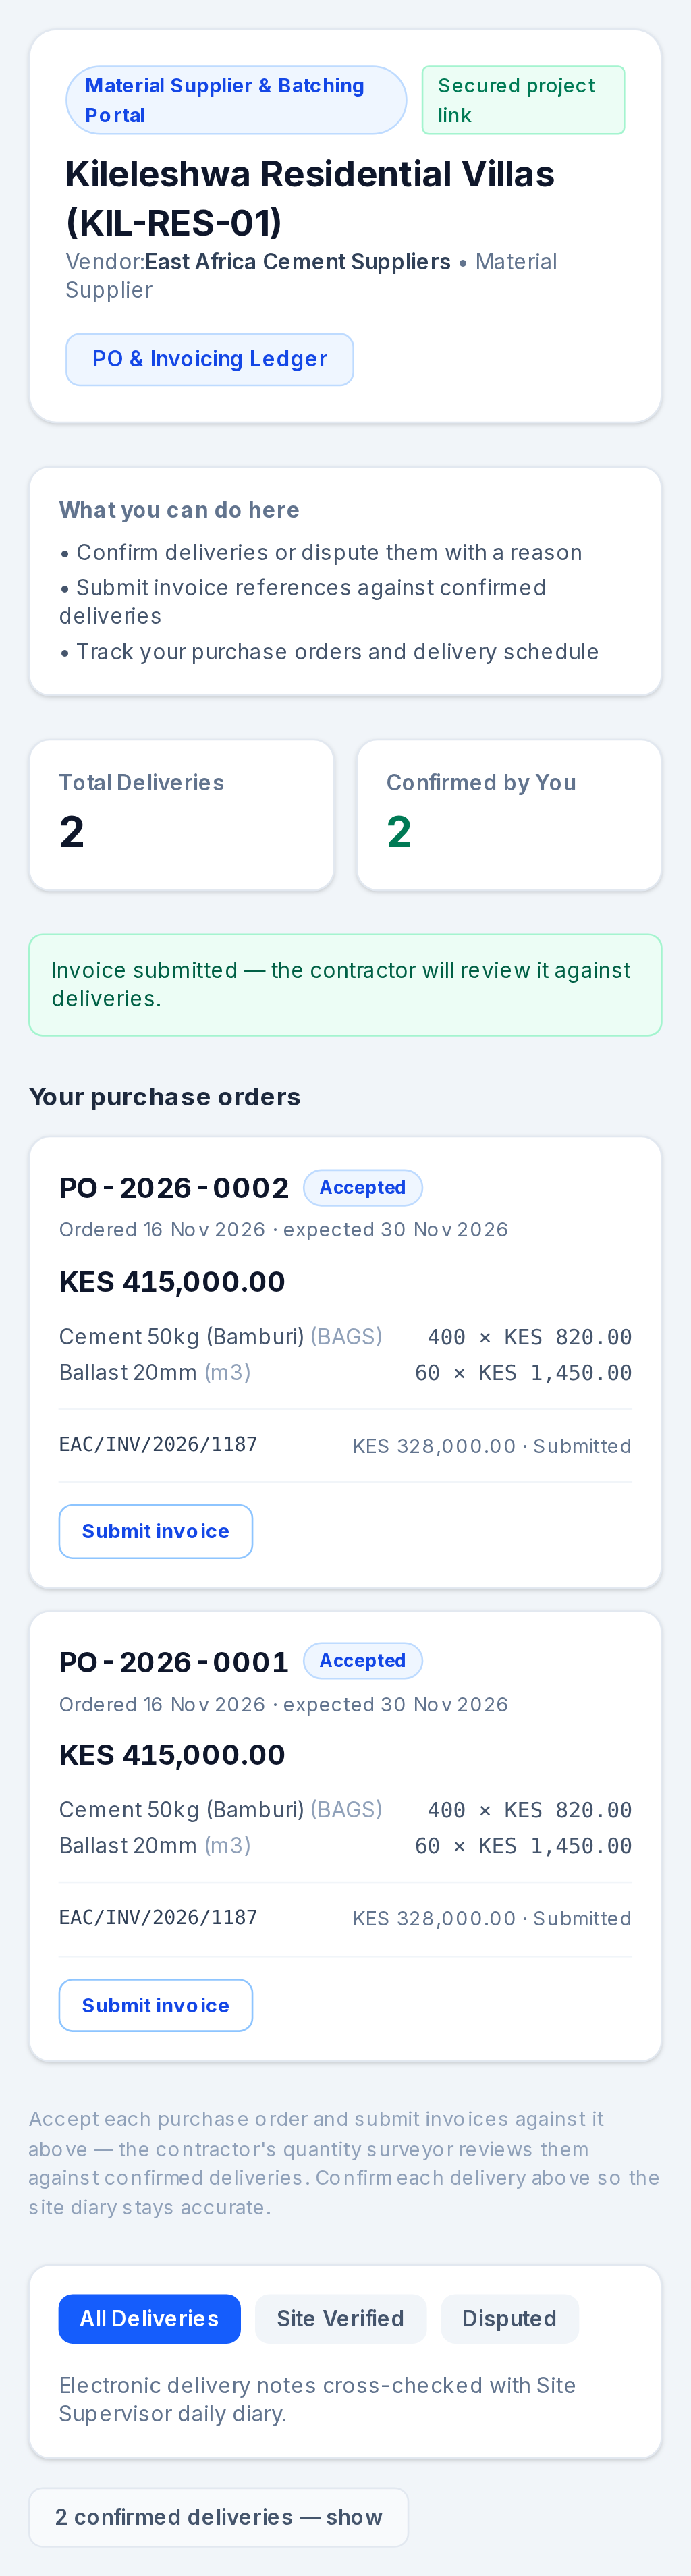 Material Supplier & Batching
Portal
Secured project
link
Kileleshwa Residential Villas
(KIL-RES-01)
Vendor:East Africa Cement Suppliers • Material
Supplier
PO & Invoicing Ledger
What you can do here
• Confirm deliveries or dispute them with a reason
• Submit invoice references against confirmed
deliveries
• Track your purchase orders and delivery schedule
Total Deliveries
2
Confirmed by You
2
Invoice submitted — the contractor will review it against
deliveries.
Your purchase orders
PO-2026-0002 Accepted
Ordered 16 Nov 2026 · expected 30 Nov 2026
KES 415,000.00
Cement 50kg (Bamburi) (BAGS) 400 × KES 820.00
Ballast 20mm (m3) 60 × KES 1,450.00
EAC/INV/2026/1187 KES 328,000.00 · Submitted
Submit invoice
PO-2026-0001 Accepted
Ordered 16 Nov 2026 · expected 30 Nov 2026
KES 415,000.00
Cement 50kg (Bamburi) (BAGS) 400 × KES 820.00
Ballast 20mm (m3) 60 × KES 1,450.00
EAC/INV/2026/1187 KES 328,000.00 · Submitted
Submit invoice
Accept each purchase order and submit invoices against it
above — the contractor's quantity surveyor reviews them
against confirmed deliveries. Confirm each delivery above so the
site diary stays accurate.
All Deliveries Site Verified Disputed
Electronic delivery notes cross-checked with Site
Supervisor daily diary.
2 confirmed deliveries — show